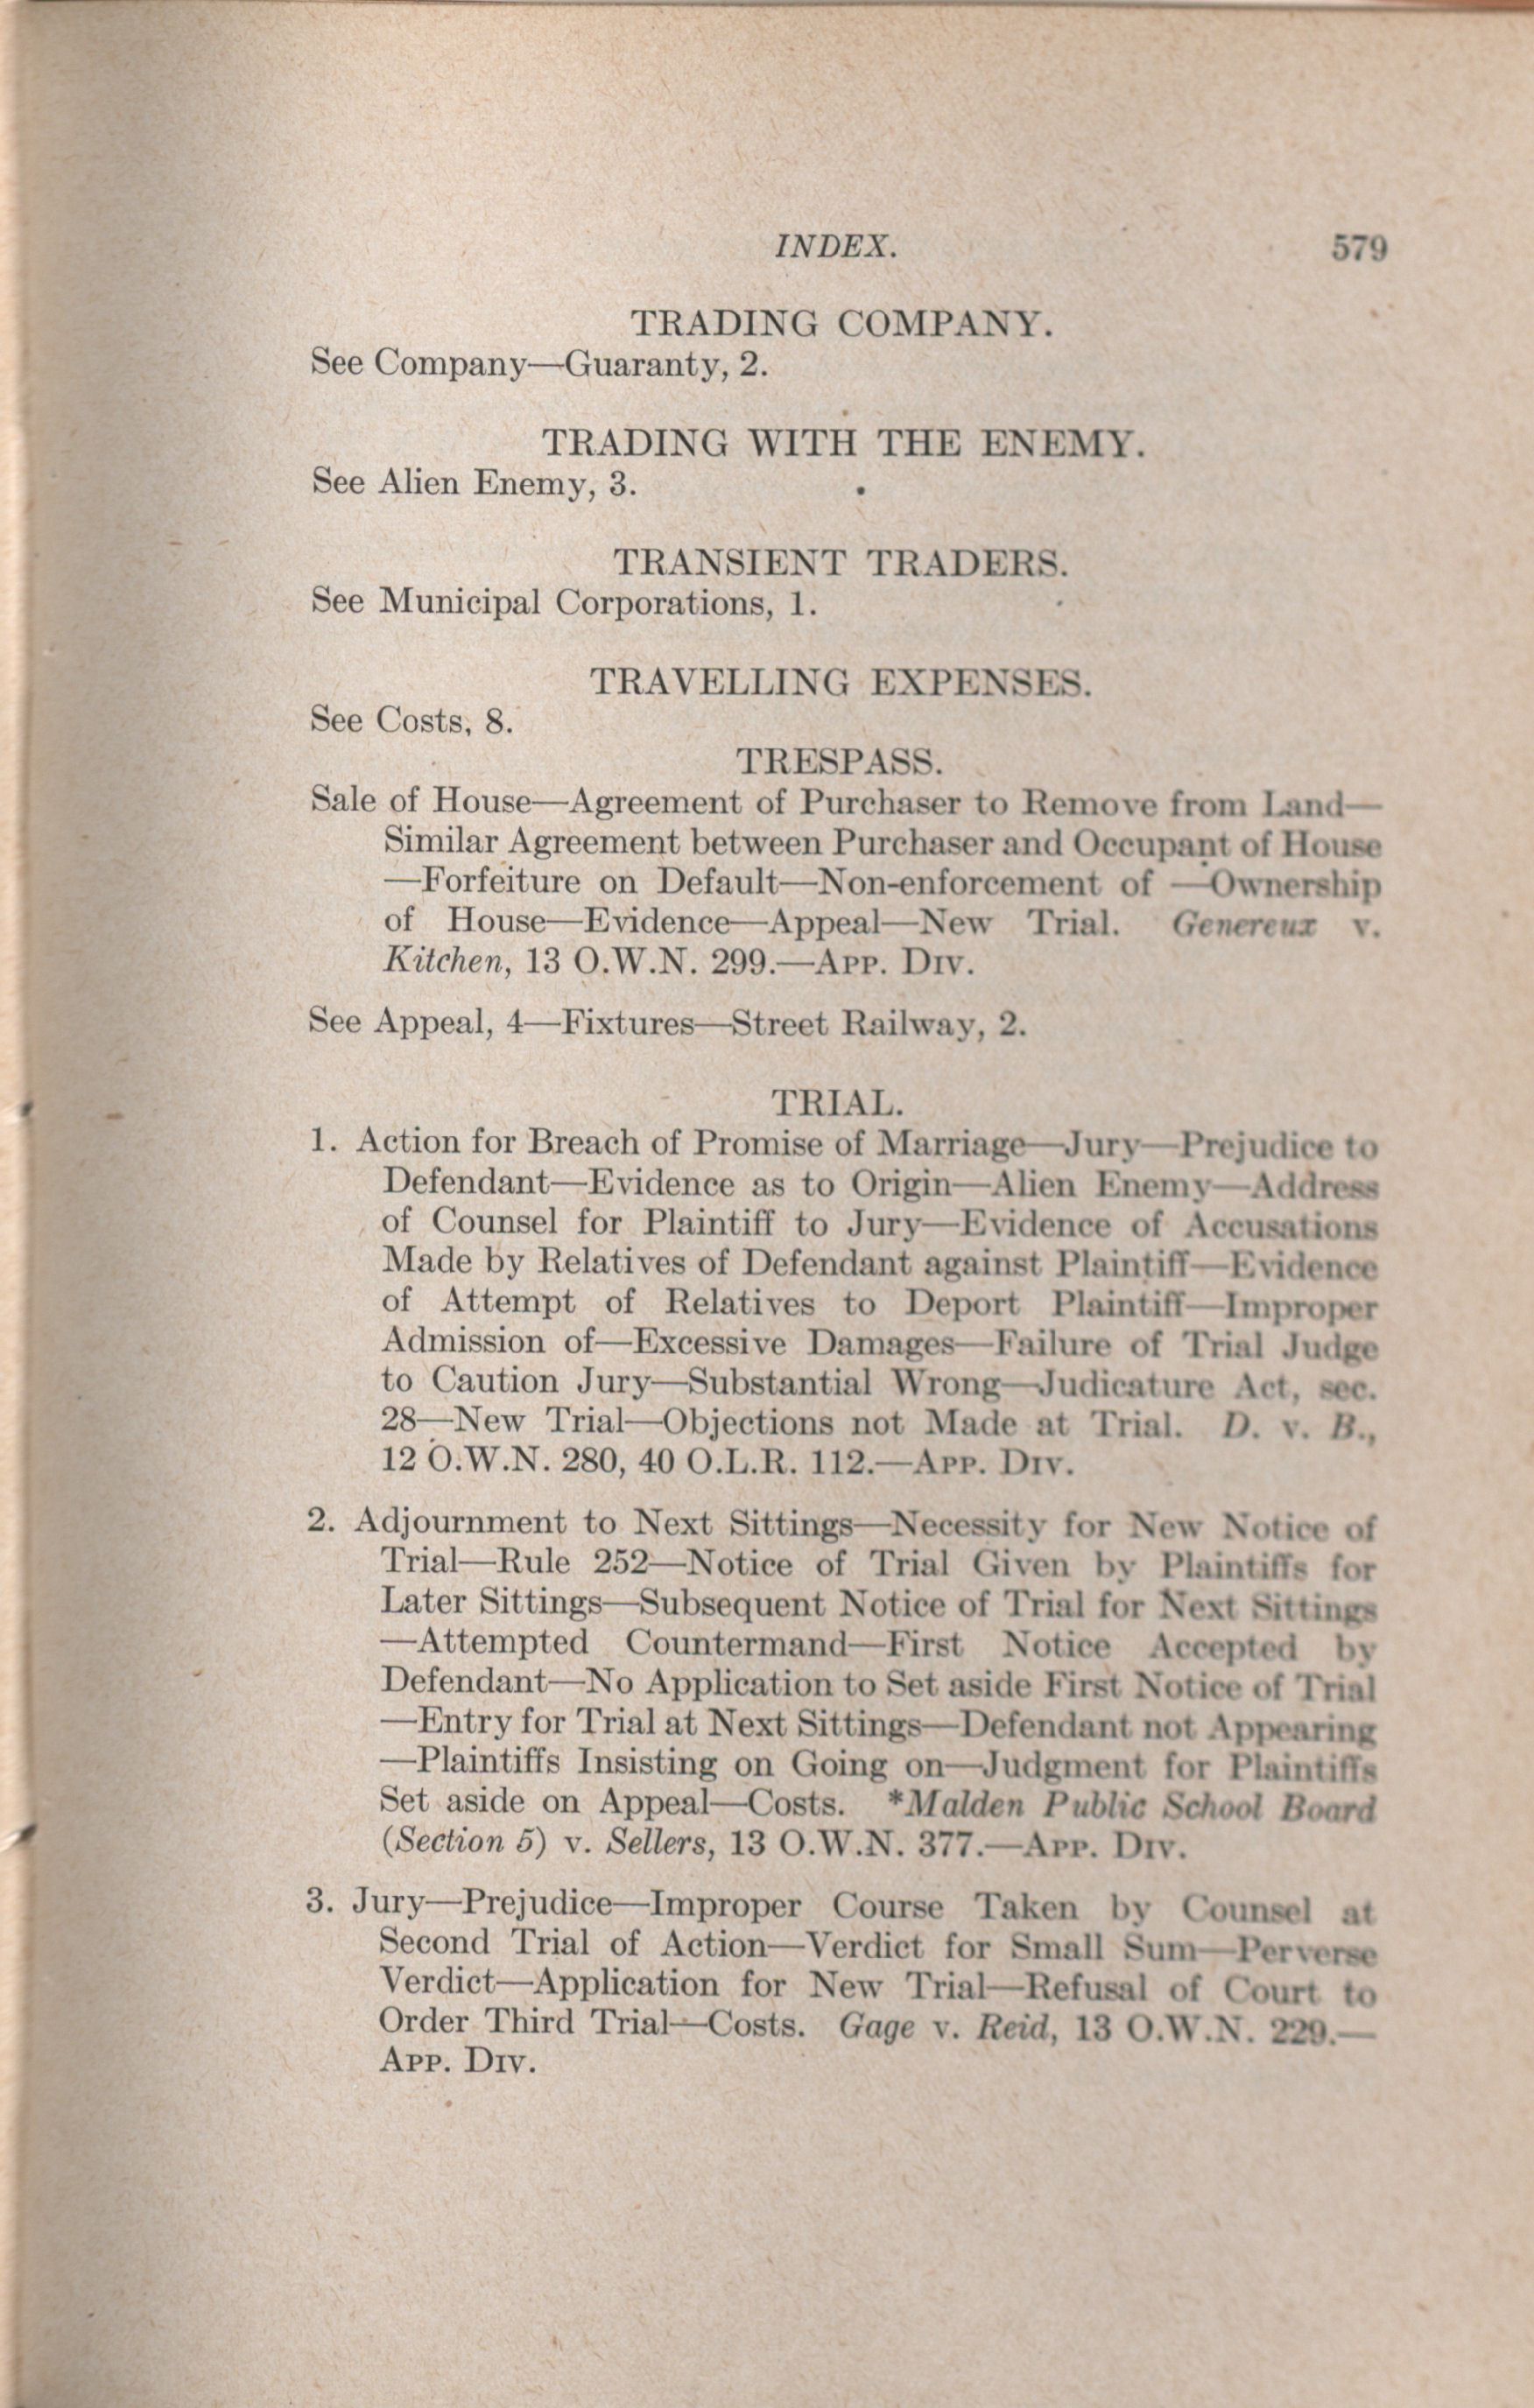 INDEX. 579
TRADING COMPANY.
See Company—Guaranty, 2.
TRADING WITH THE ENEMY.
See Alien Enemy, 3.
TRANSIENT TRADERS.
See Municipal Corporations, 1.
TRAVELLING EXPENSES.
See Costs, 8.
TRESPASS.
Sale of House—Agreement of Purchaser to Remove from Land—
Similar Agreement between Purchaser and Occupant of House
—Forfeiture on Default—Non-enforcement of —Ownership
of House—Evidence—Appeal—New Trial. Genereux v.
Kitchen, 13 O.W.N. 299.—App. Div.
See Appeal, 4—Fixtures—Street Railway, 2.
TRIAL.
1. Action for Breach of Promise of Marriage—Jury—Prejudice to
Defendant—Evidence as to Origin—Alien Enemy—Address
of Counsel for Plaintiff to Jury—Evidence of Accusations
Made by Relatives of Defendant against Plaintiff—Evidence
of Attempt of Relatives to Deport Plaintiff—Improper
Admission of—Excessive Damages—Failure of Trial Judge
to Caution Jury—Substantial Wrong—Judicature Act, sec.
28—New Trial—Objections not Made at Trial. D. v. B.,
12 O.W.N. 280, 40 O.L.R. 112.—App. Div.
2. Adjournment to Next Sittings—Necessity for New Notice of
Trial—Rule 252—Notice of Trial Given by Plaintiffs for
Later Sittings—Subsequent Notice of Trial for Next Sittings
—Attempted Countermand—First Notice Accepted by
Defendant—No Application to Set aside First Notice of Trial
—Entry for Trial at Next Sittings—Defendant not Appearing
—Plaintiffs Insisting on Going on—Judgment for Plaintiffs
Set aside on Appeal—Costs. *Malden Public School Board
(Section 5) v. Sellers, 13 O.W.N. 377.—App. Div.
3. Jury—Prejudice—Improper Course Taken by Counsel at
Second Trial of Action—Verdict for Small Sum—Perverse
Verdict—Application for New Trial—Refusal of Court to
Order Third Trial—Costs. Gage v. Reid, 13 O.W.N. 229.—
App. Div.